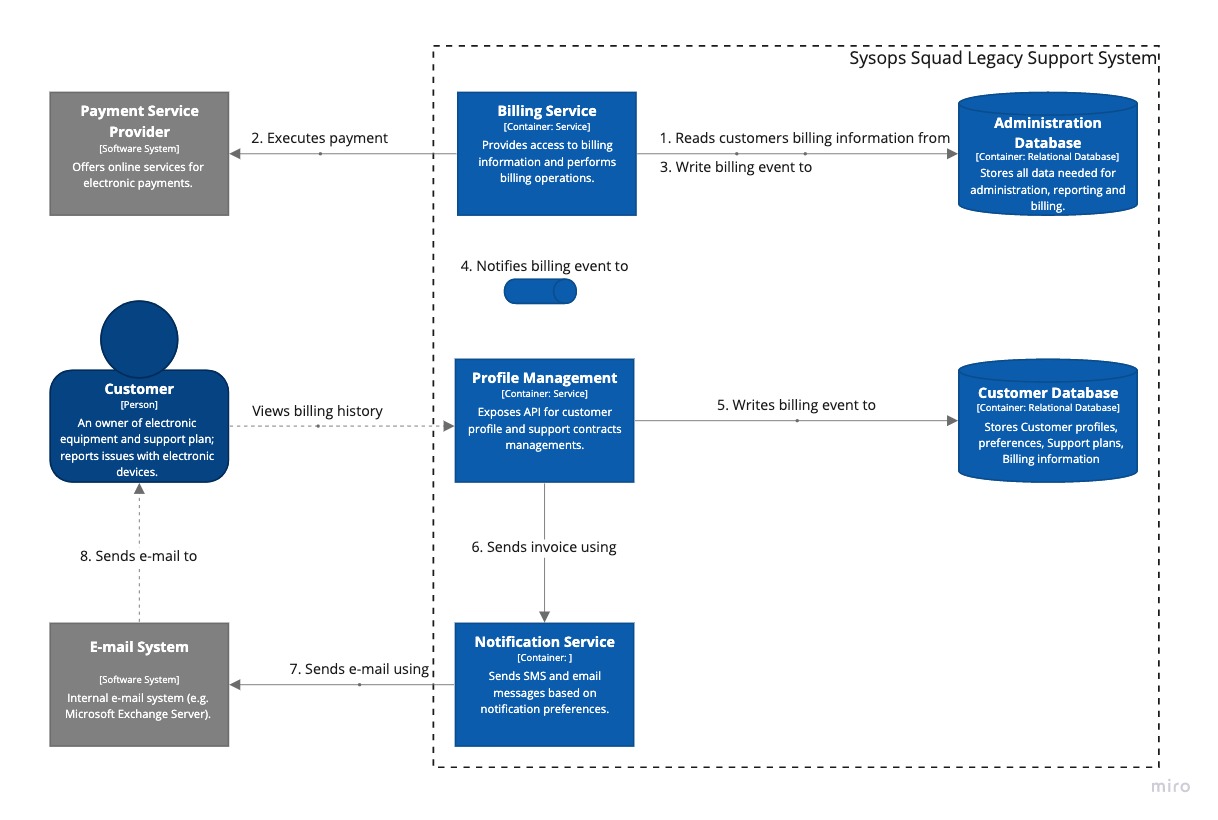 Sysops Squad Legacy Support System
Payment Service
Provider
[Software System]
Offers online services for
electronic payments.
2. Executes payment
Billing Service
[Container: Service]
Provides access to billing
information and performs
billing operations.
1. Reads customers billing information from
3. Write billing event to
Administration
Database
[Container: Relational Database]
Stores all data needed for
administration, reporting and
billing.
4. Notifies billing event to
Customer
[Person]
An owner of electronic
equipment and support plan;
reports issues with electronic
devices.
Views billing history
Profile Management
[Container: Service]
Exposes API for customer
profile and support contracts
managements.
5. Writes billing event to
Customer Database
[Container: Relational Database]
Stores Customer profiles,
preferences, Support plans,
Billing information
8. Sends e-mail to
6. Sends invoice using
E-mail System
[Software System]
Internal e-mail system (e.g.
Microsoft Exchange Server).
7. Sends e-mail using
Notification Service
[Container: ]
Sends SMS and email
messages based on
notification preferences.
miro